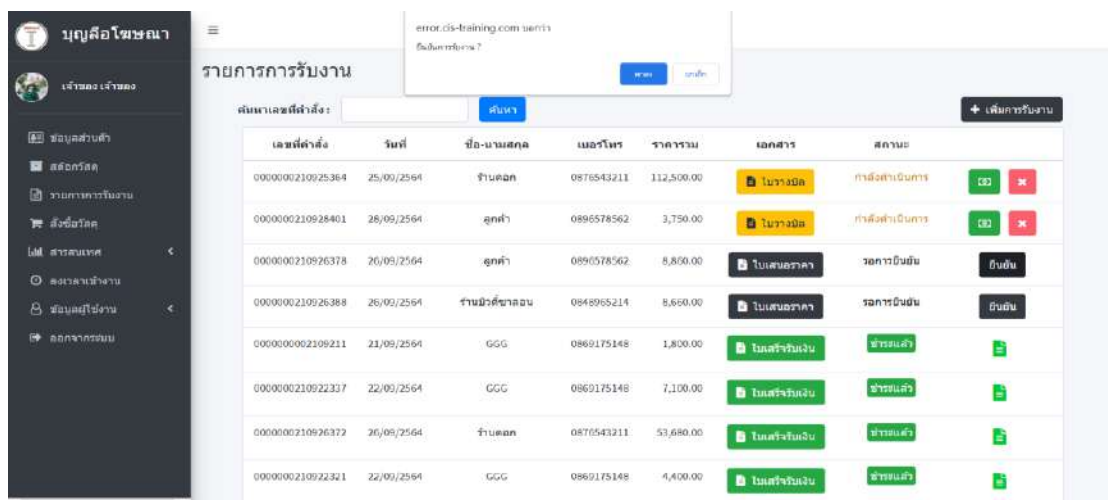 บุญลือโฆษณา
error.cis-training.com บอกว่า
ยืนยันการรับงาน ?
ตกลง ยกเลิก
เจ้าของ เจ้าของ
รายการการรับงาน
ค้นหาเลขที่คำสั่ง : ค้นหา + เพิ่มการรับงาน
ข้อมูลส่วนตัว
สต๊อกวัสดุ
รายการการรับงาน
สั่งซื้อวัสดุ
สารสนเทศ
ลงเวลาเข้างาน
ข้อมูลผู้ใช้งาน
ออกจากระบบ
เลขที่คำสั่ง วันที่ ชื่อ-นามสกุล เบอร์โทร ราคารวม เอกสาร สถานะ
0000000210925364 25/09/2564 ร้านดอก 0876543211 112,500.00 ใบวางบิล กำลังดำเนินการ
0000000210928401 28/09/2564 ลูกค้า 0896578562 3,750.00 ใบวางบิล กำลังดำเนินการ
0000000210926378 26/09/2564 ลูกค้า 0896578562 8,860.00 ใบเสนอราคา รอการยืนยัน ยืนยัน
0000000210926388 26/09/2564 ร้านบิวตี้ซาลอน 0848965214 8,660.00 ใบเสนอราคา รอการยืนยัน ยืนยัน
0000000002109211 21/09/2564 GGG 0869175148 1,800.00 ใบเสร็จรับเงิน ชำระแล้ว
0000000210922337 22/09/2564 GGG 0869175148 7,100.00 ใบเสร็จรับเงิน ชำระแล้ว
0000000210926372 26/09/2564 ร้านดอก 0876543211 53,680.00 ใบเสร็จรับเงิน ชำระแล้ว
0000000210922321 22/09/2564 GGG 0869175148 4,400.00 ใบเสร็จรับเงิน ชำระแล้ว